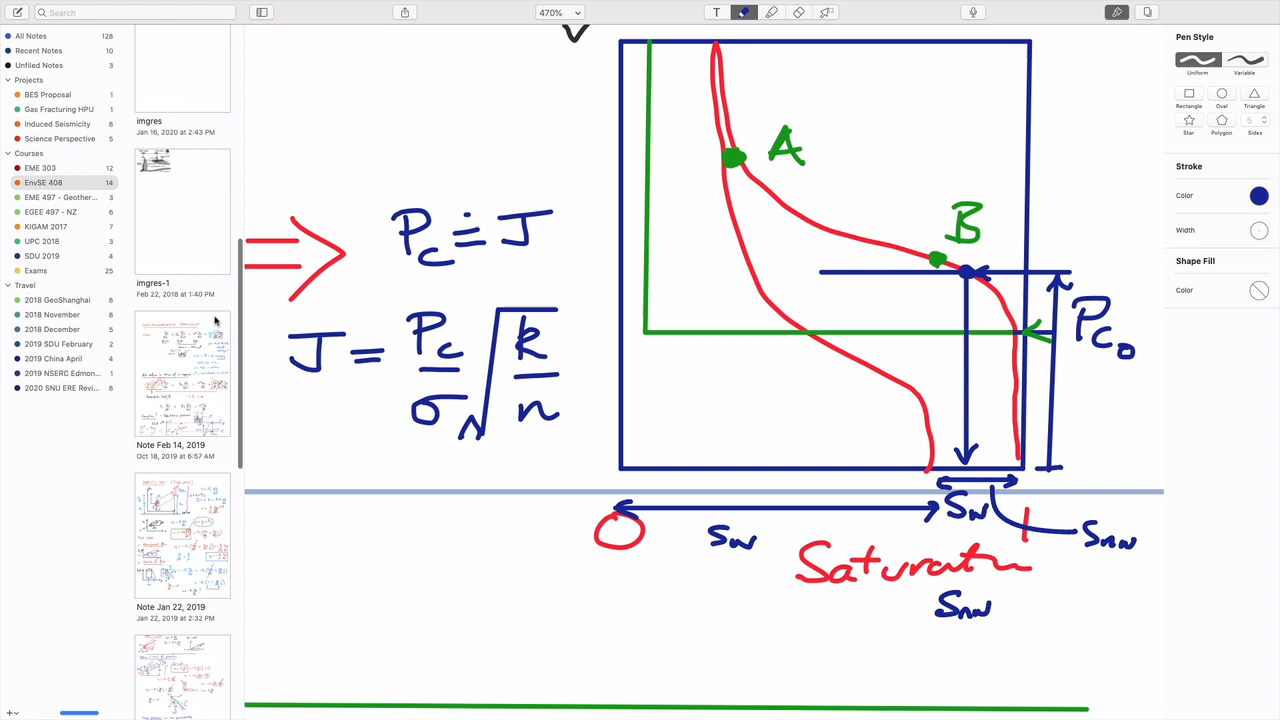 Search
470%
T
All Notes 128
Recent Notes 10
Unfiled Notes 3
Projects
BES Proposal 1
Gas Fracturing HPU 1
Induced Seismicity 8
Science Perspective 5
Courses
EME 303 12
EnvSE 408 14
EME 497 - Geother... 3
EGEE 497 - NZ 6
KIGAM 2017 7
UPC 2018 3
SDU 2019 4
Exams 25
Travel
2018 GeoShanghai 8
2018 November 8
2018 December 5
2019 SDU February 2
2019 China April 4
2019 NSERC Edmon... 1
2020 SNU ERE Revi... 8
imgres
Jan 16, 2020 at 2:43 PM
imgres-1
Feb 22, 2018 at 1:40 PM
Note Feb 14, 2019
Oct 18, 2019 at 6:57 AM
Note Jan 22, 2019
Jan 22, 2019 at 2:32 PM
Pc ≐ J
J = Pc/σ √k/n
A
B
Pc0
0
Sw
Sw
1
Snw
Saturatn
Snw
Pen Style
Uniform Variable
Rectangle Oval Triangle
5
Star Polygon Sides
Stroke
Color
Width
Shape Fill
Color